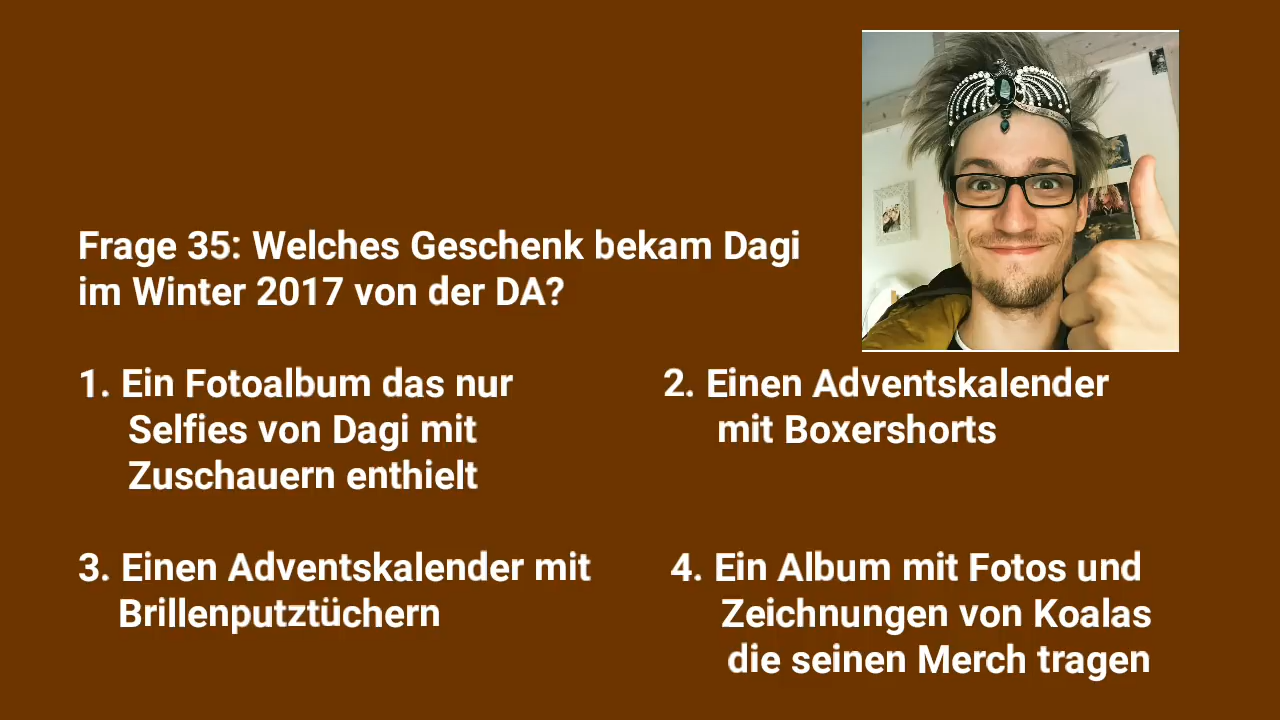 Frage 35: Welches Geschenk bekam Dagi
im Winter 2017 von der DA?
1. Ein Fotoalbum das nur
Selfies von Dagi mit
Zuschauern enthielt
2. Einen Adventskalender
mit Boxershorts
3. Einen Adventskalender mit
Brillenputztüchern
4. Ein Album mit Fotos und
Zeichnungen von Koalas
die seinen Merch tragen